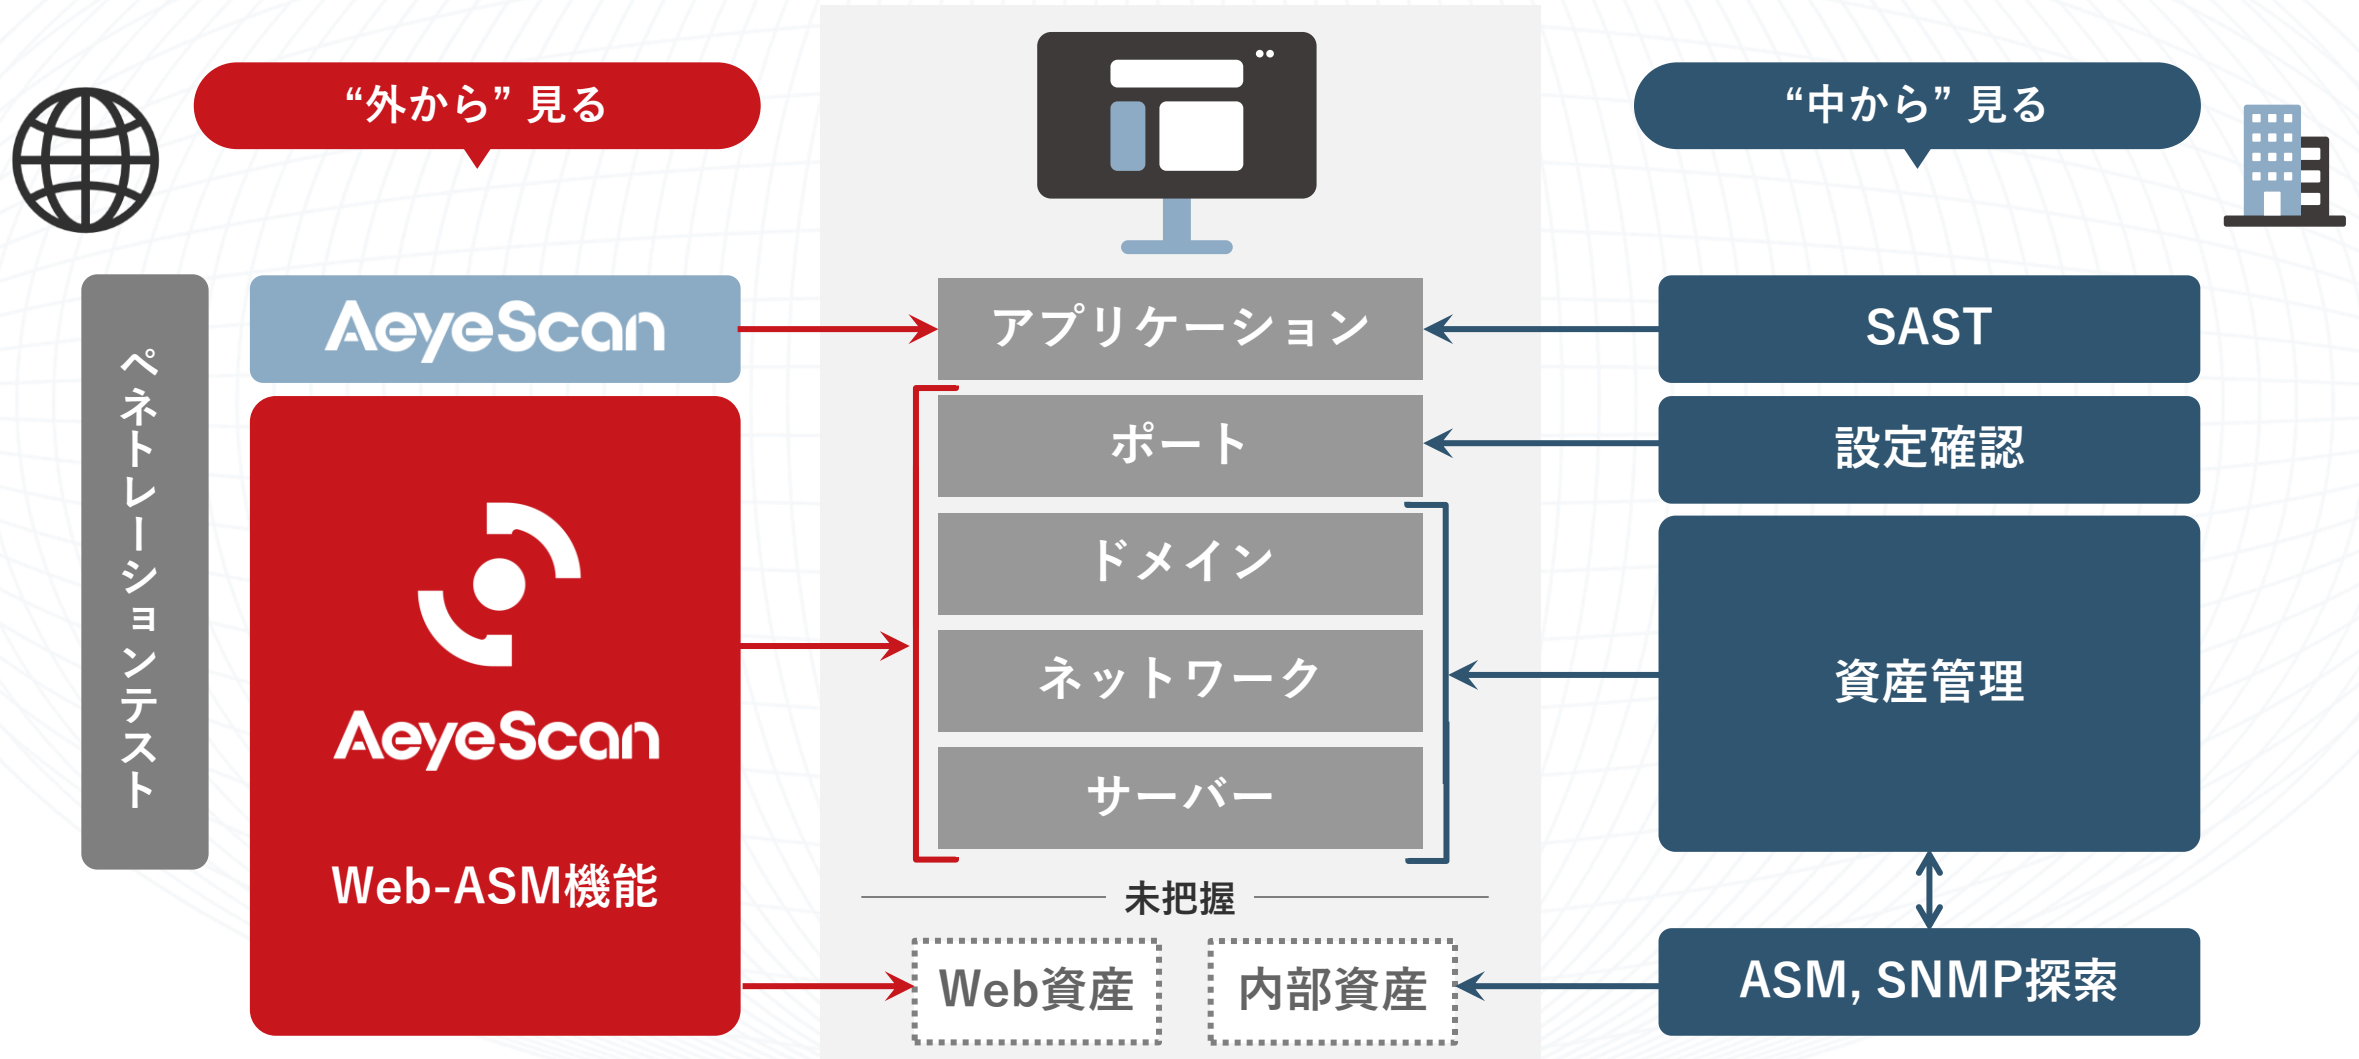 “外から” 見る
“中から” 見る
ペネトレーションテスト
AeyeScan
アプリケーション
SAST
ポート
設定確認
ドメイン
AeyeScan
ネットワーク
資産管理
サーバー
Web-ASM機能
未把握
Web資産
内部資産
ASM, SNMP探索